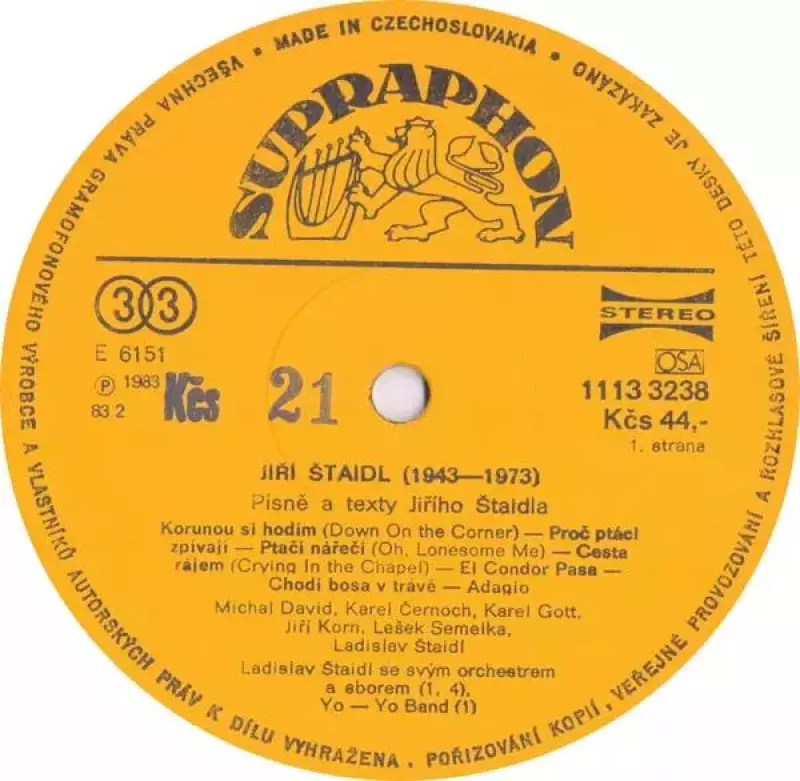 VŠECHNA PRÁVA GRAMOFONOVÉHO VÝROBCE A VLASTNÍKŮ AUTORSKÝCH PRÁV K DÍLU VYHRAŽENA. POŘIZOVÁNÍ KOPIÍ, VEŘEJNÉ PROVOZOVÁNÍ A ROZHLASOVÉ ŠÍŘENÍ TÉTO DESKY JE ZAKÁZÁNO • MADE IN CZECHOSLOVAKIA •
SUPRAPHON
33
STEREO
E 6151
OSA
℗ 1983
1113 3238
83 2
Kčs 21
Kčs 44,-
1. strana
JIŘÍ ŠTAIDL (1943—1973)
Písně a texty Jiřího Štaidla
Korunou si hodím (Down On the Corner) — Proč ptáci
zpívají — Ptačí nářečí (Oh, Lonesome Me) — Cesta
rájem (Crying In the Chapel) — El Condor Pasa —
Chodí bosa v trávě — Adagio
Michal David, Karel Černoch, Karel Gott,
Jiří Korn, Lešek Semelka,
Ladislav Štaidl
Ladislav Štaidl se svým orchestrem
a sborem (1, 4),
Yo — Yo Band (1)